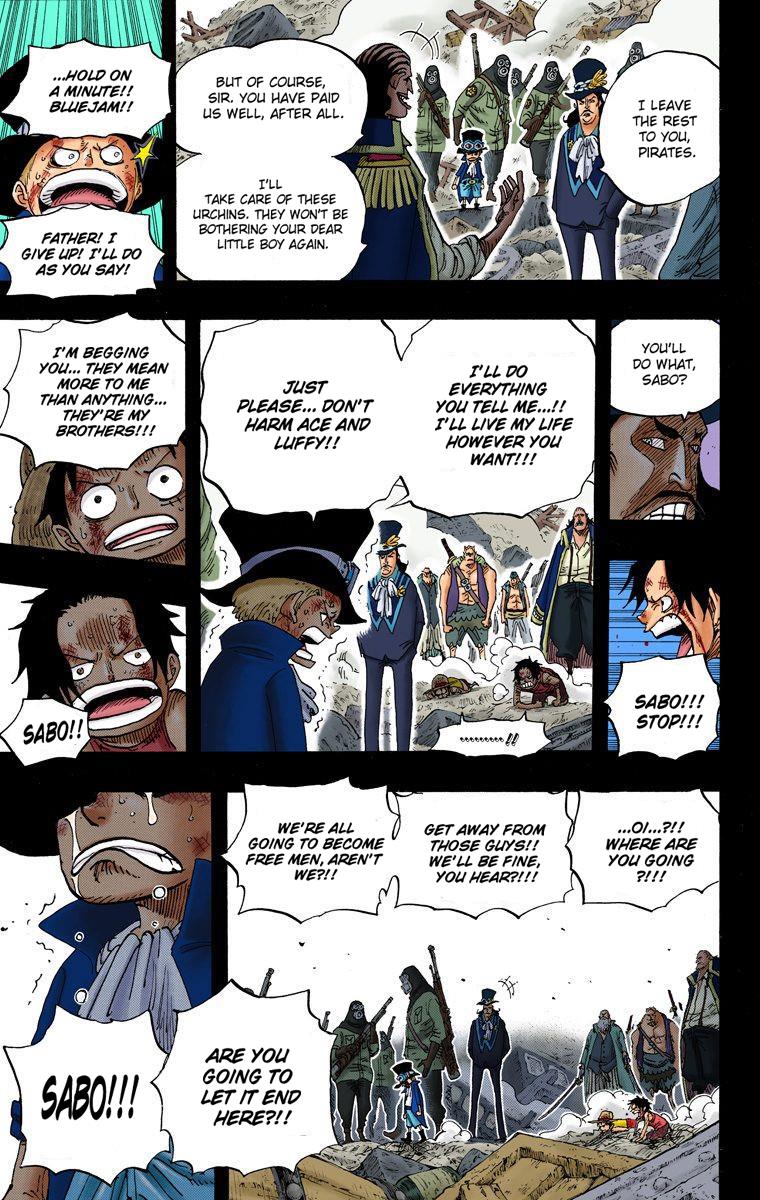 I LEAVE
THE REST
TO YOU,
PIRATES.
BUT OF COURSE,
SIR. YOU HAVE PAID
US WELL, AFTER ALL.
I'LL
TAKE CARE OF THESE
URCHINS. THEY WON'T BE
BOTHERING YOUR DEAR
LITTLE BOY AGAIN.
...HOLD ON
A MINUTE!!
BLUEJAM!!
FATHER! I
GIVE UP! I'LL DO
AS YOU SAY!
YOU'LL
DO WHAT,
SABO?
SABO!!!
STOP!!!
I'LL DO
EVERYTHING
YOU TELL ME...!!
I'LL LIVE MY LIFE
HOWEVER YOU
WANT!!!
JUST
PLEASE... DON'T
HARM ACE AND
LUFFY!!
..........!!
I'M BEGGING
YOU... THEY MEAN
MORE TO ME
THAN ANYTHING...
THEY'RE MY
BROTHERS!!!
SABO!!
...OI...?!!
WHERE ARE
YOU GOING
?!!!
GET AWAY FROM
THOSE GUYS!!
WE'LL BE FINE,
YOU HEAR?!!!
WE'RE ALL
GOING TO BECOME
FREE MEN, AREN'T
WE?!!
ARE YOU
GOING TO
LET IT END
HERE?!!
SABO!!!